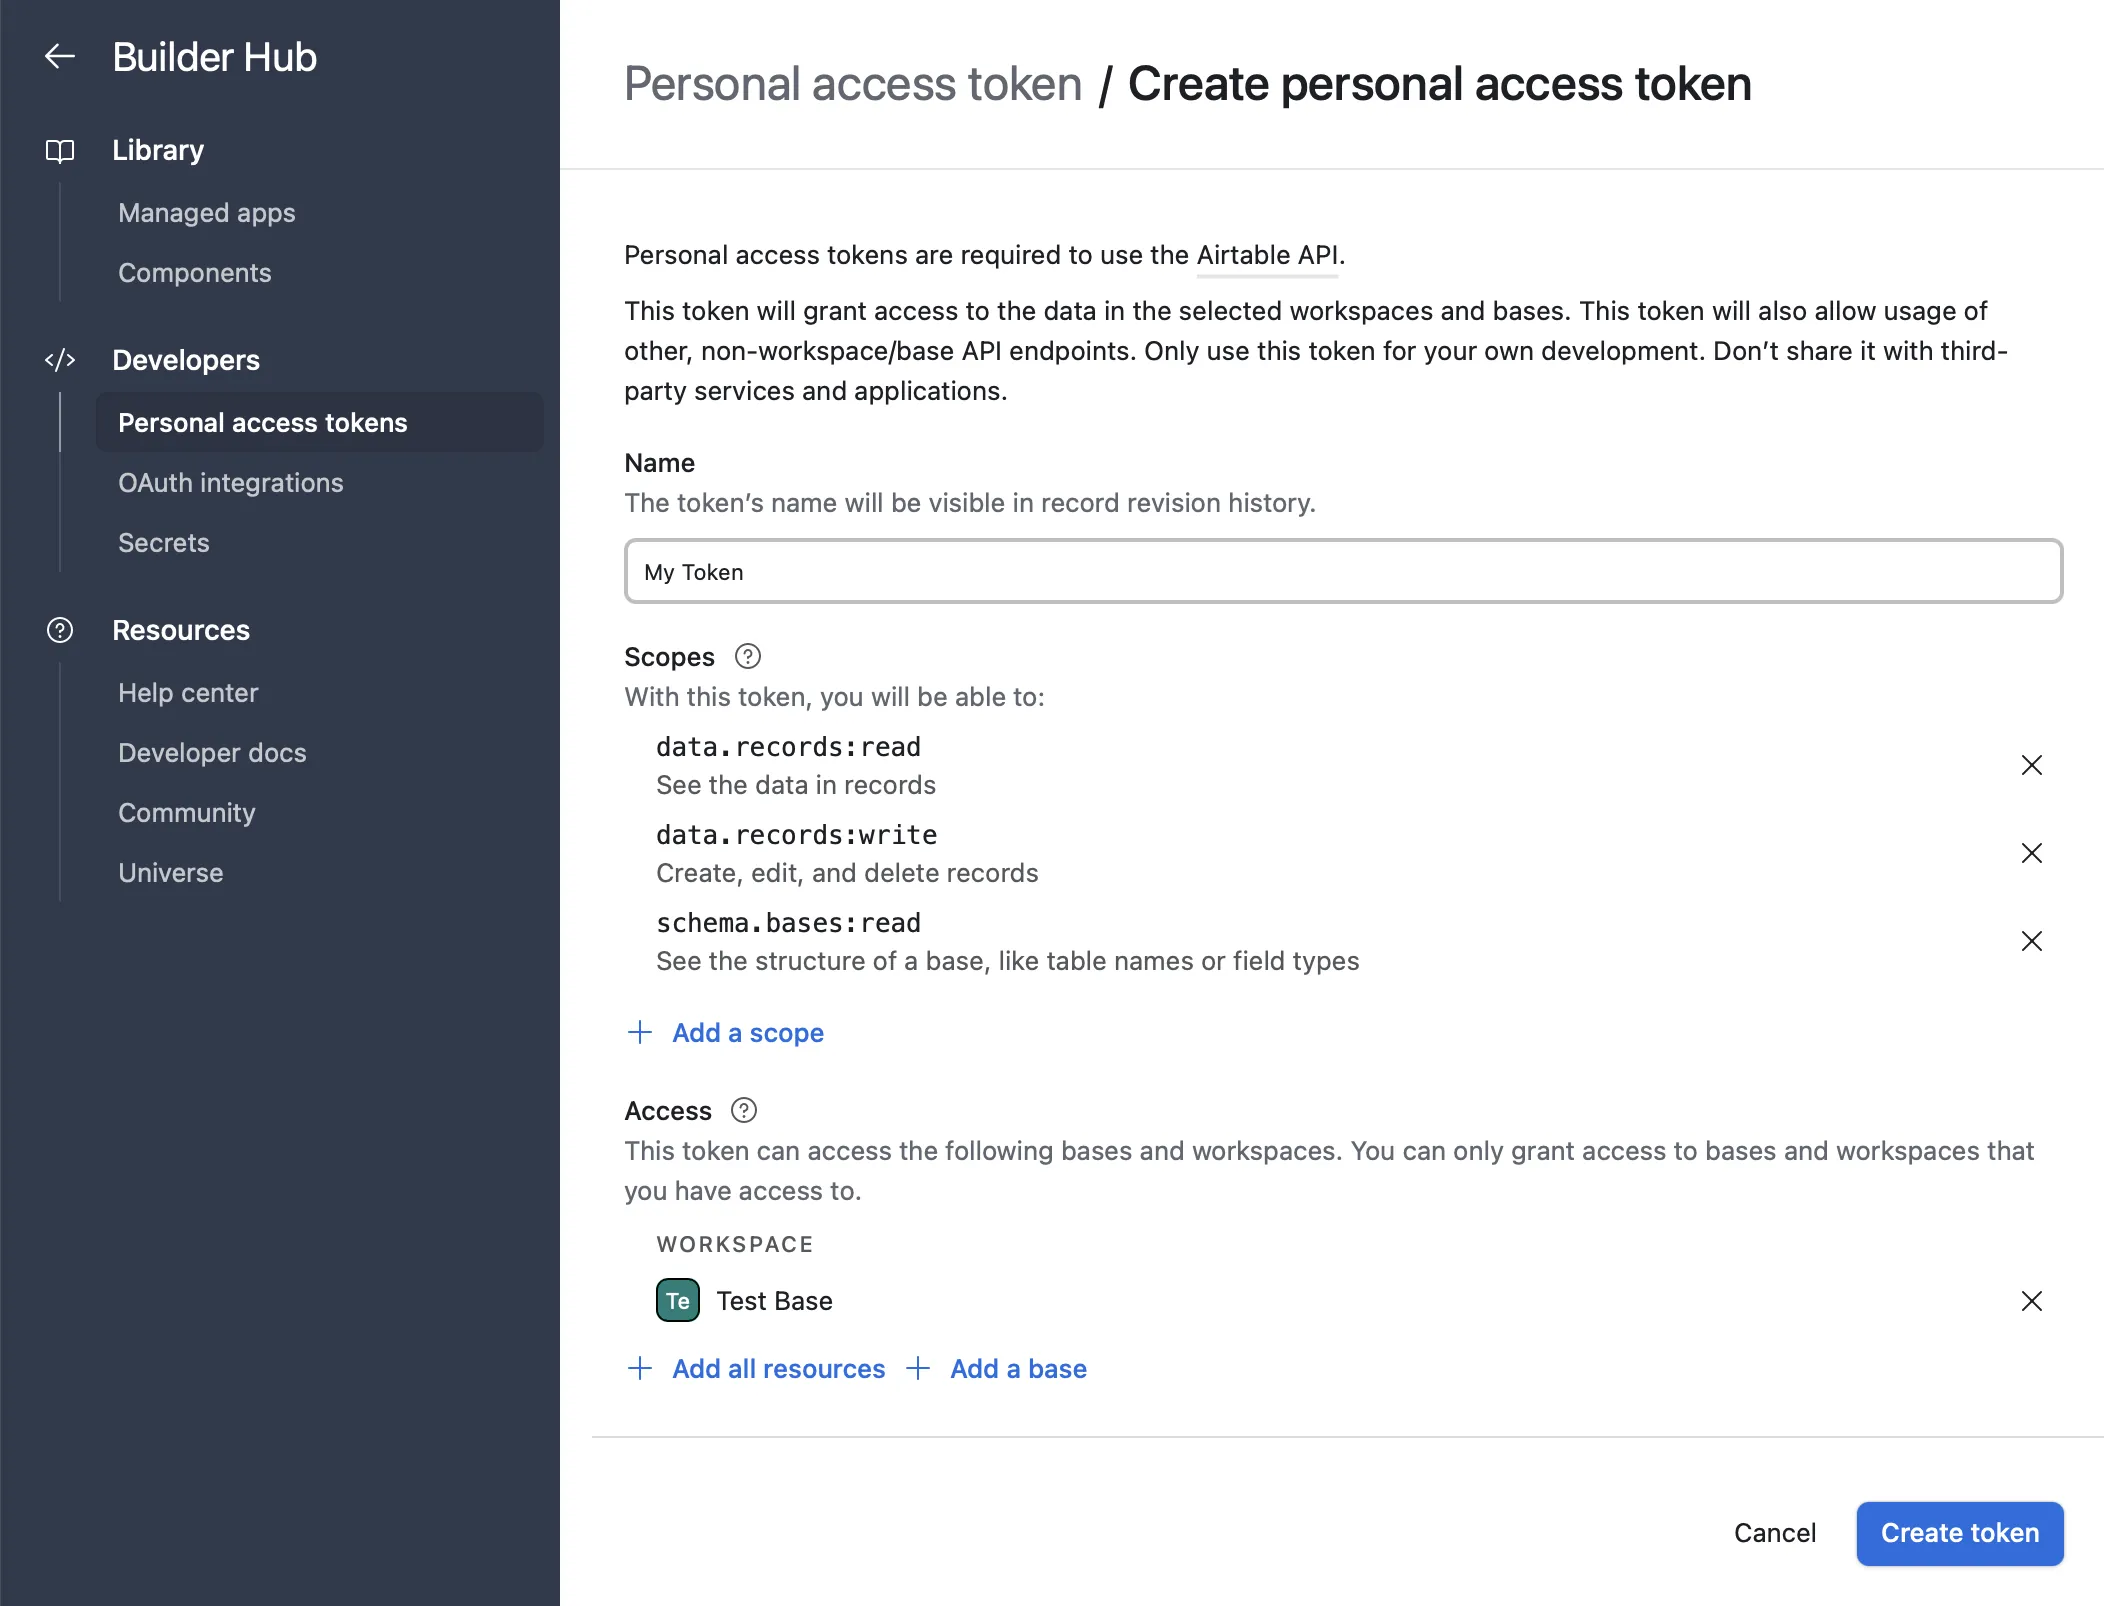 Builder Hub
Library
Managed apps
Components
Developers
Personal access tokens
OAuth integrations
Secrets
Resources
Help center
Developer docs
Community
Universe
Personal access token / Create personal access token
Personal access tokens are required to use the Airtable API.
This token will grant access to the data in the selected workspaces and bases. This token will also allow usage of
other, non-workspace/base API endpoints. Only use this token for your own development. Don’t share it with third-
party services and applications.
Name
The token’s name will be visible in record revision history.
My Token
Scopes
With this token, you will be able to:
data.records:read
See the data in records
data.records:write
Create, edit, and delete records
schema.bases:read
See the structure of a base, like table names or field types
Add a scope
Access
This token can access the following bases and workspaces. You can only grant access to bases and workspaces that
you have access to.
WORKSPACE
Te Test Base
Add all resources Add a base
Cancel Create token